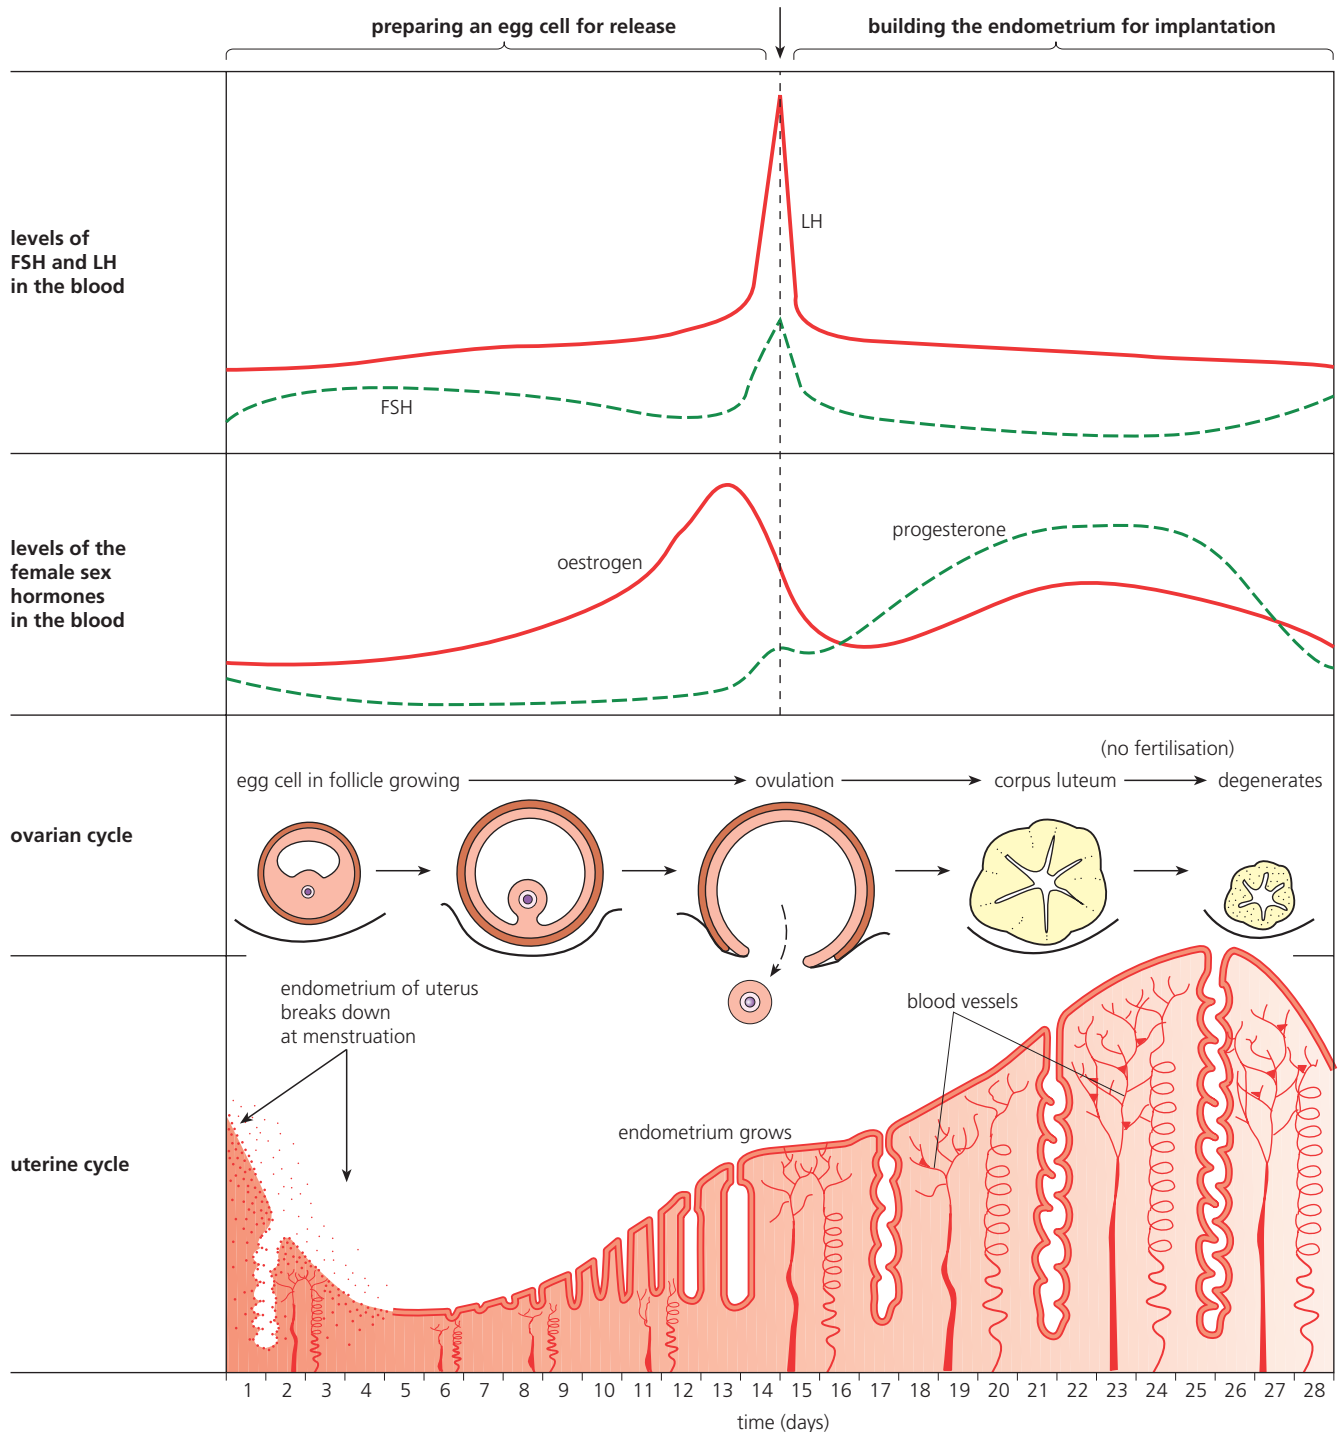 preparing an egg cell for release
building the endometrium for implantation
levels of
FSH and LH
in the blood
LH
FSH
levels of the
female sex
hormones
in the blood
oestrogen
progesterone
(no fertilisation)
egg cell in follicle growing
ovulation
corpus luteum
degenerates
ovarian cycle
endometrium of uterus
breaks down
at menstruation
blood vessels
endometrium grows
uterine cycle
1 2 3 4 5 6 7 8 9 10 11 12 13 14 15 16 17 18 19 20 21 22 23 24 25 26 27 28
time (days)